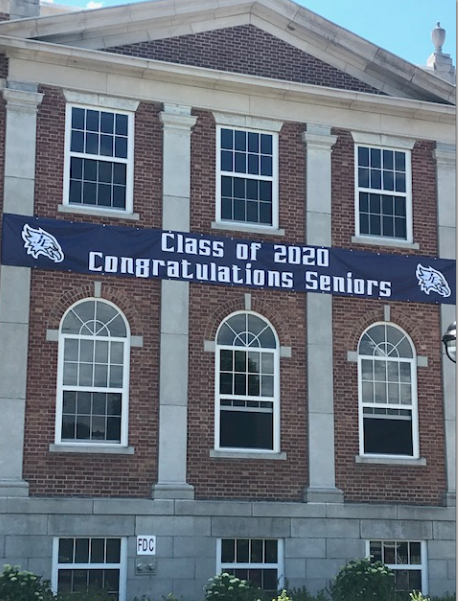 Class of 2020
Congratulations Seniors
FDC